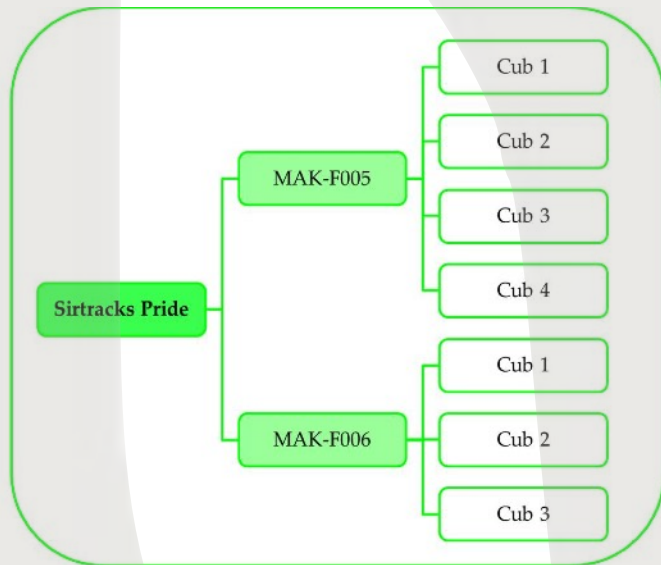 Sirtracks Pride
MAK-F005
Cub 1
Cub 2
Cub 3
Cub 4
MAK-F006
Cub 1
Cub 2
Cub 3